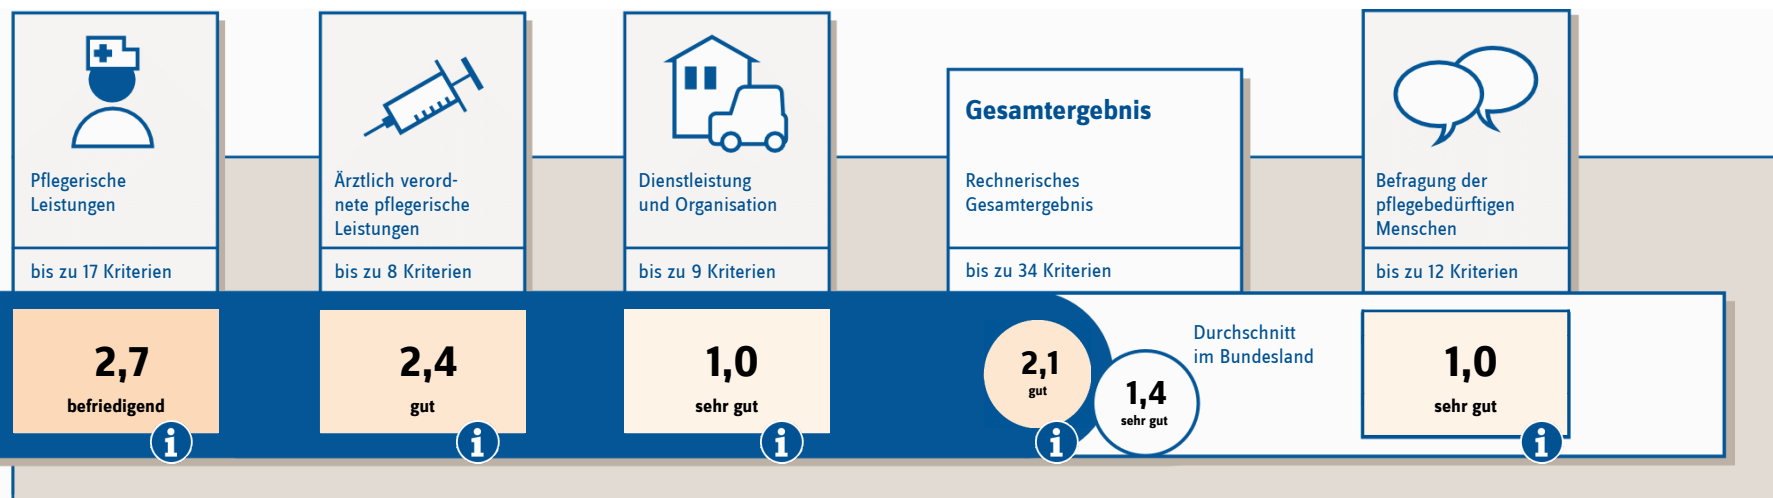 Pflegerische
Leistungen
bis zu 17 Kriterien
2,7
befriedigend
i
Ärztlich verord-
nete pflegerische
Leistungen
bis zu 8 Kriterien
2,4
gut
i
Dienstleistung
und Organisation
bis zu 9 Kriterien
1,0
sehr gut
i
Gesamtergebnis
Rechnerisches
Gesamtergebnis
bis zu 34 Kriterien
2,1
gut
i
1,4
sehr gut
Durchschnitt
im Bundesland
Befragung der
pflegebedürftigen
Menschen
bis zu 12 Kriterien
1,0
sehr gut
i